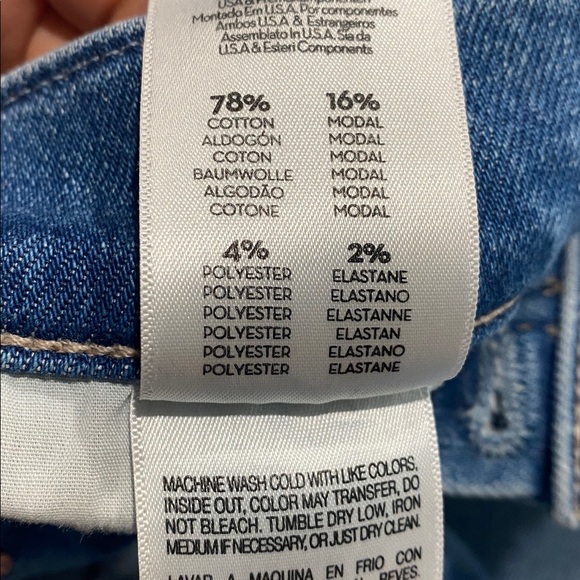 Montado Em U.S.A. Por componentes
Ambos U.S.A & Estrangeiros
Assemblato In U.S.A. Sia da
U.S.A & Esteri Components
78% 16%
COTTON MODAL
ALDOGÓN MODAL
COTON MODAL
BAUMWOLLE MODAL
ALGODÃO MODAL
COTONE MODAL
4% 2%
POLYESTER ELASTANE
POLYESTER ELASTANO
POLYESTER ELASTANNE
POLYESTER ELASTAN
POLYESTER ELASTANO
POLYESTER ELASTANE
MACHINE WASH COLD WITH LIKE COLORS,
INSIDE OUT, COLOR MAY TRANSFER, DO
NOT BLEACH. TUMBLE DRY LOW, IRON
MEDIUM IF NECESSARY, OR JUST DRY CLEAN.
LAVAR A MAQUINA EN FRIO CON
REVES,